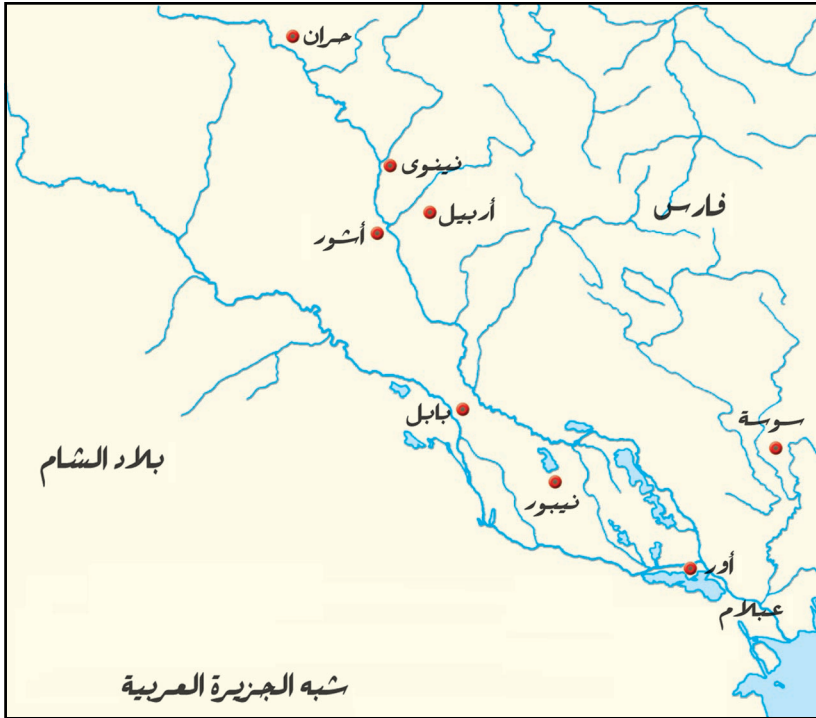 حران
نينوى
أربيل
فارس
أشور
بابل
سوسة
بلاد الشام
نيبور
أور
عيلام
شبه الجزيرة العربية